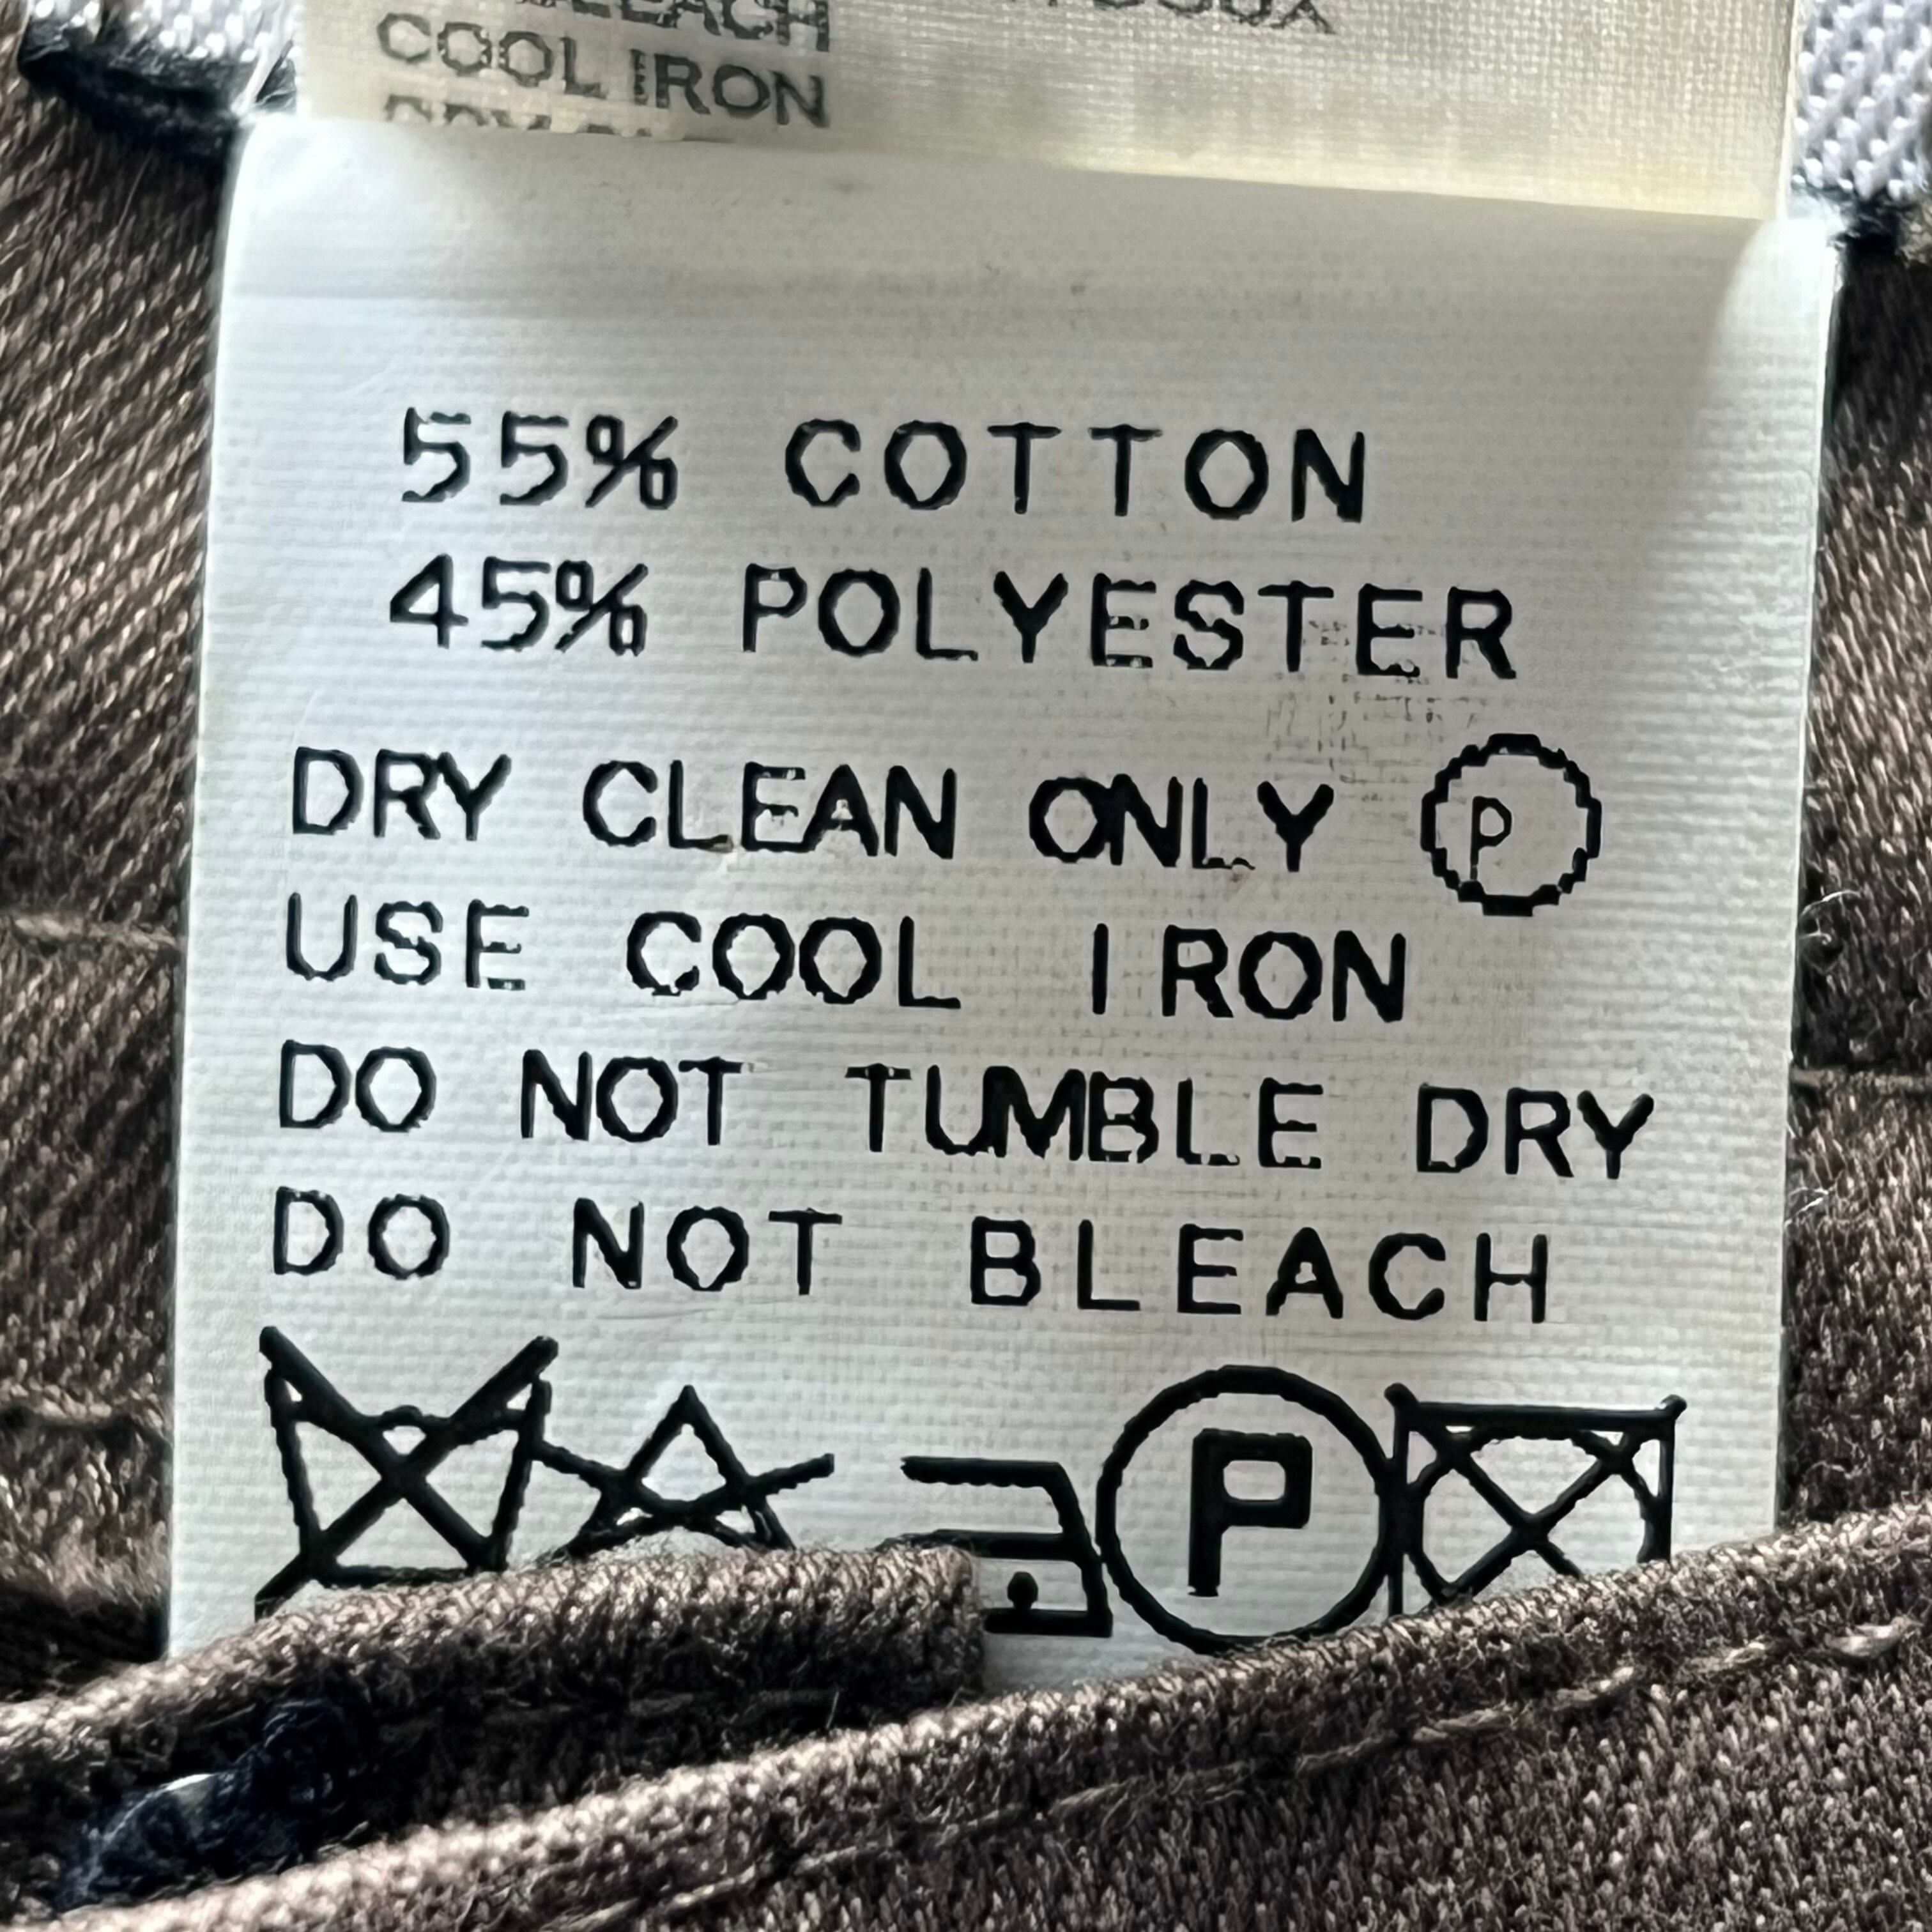 COOL IRON
55% COTTON
45% POLYESTER
DRY CLEAN ONLY P
USE COOL IRON
DO NOT TUMBLE DRY
DO NOT BLEACH
P